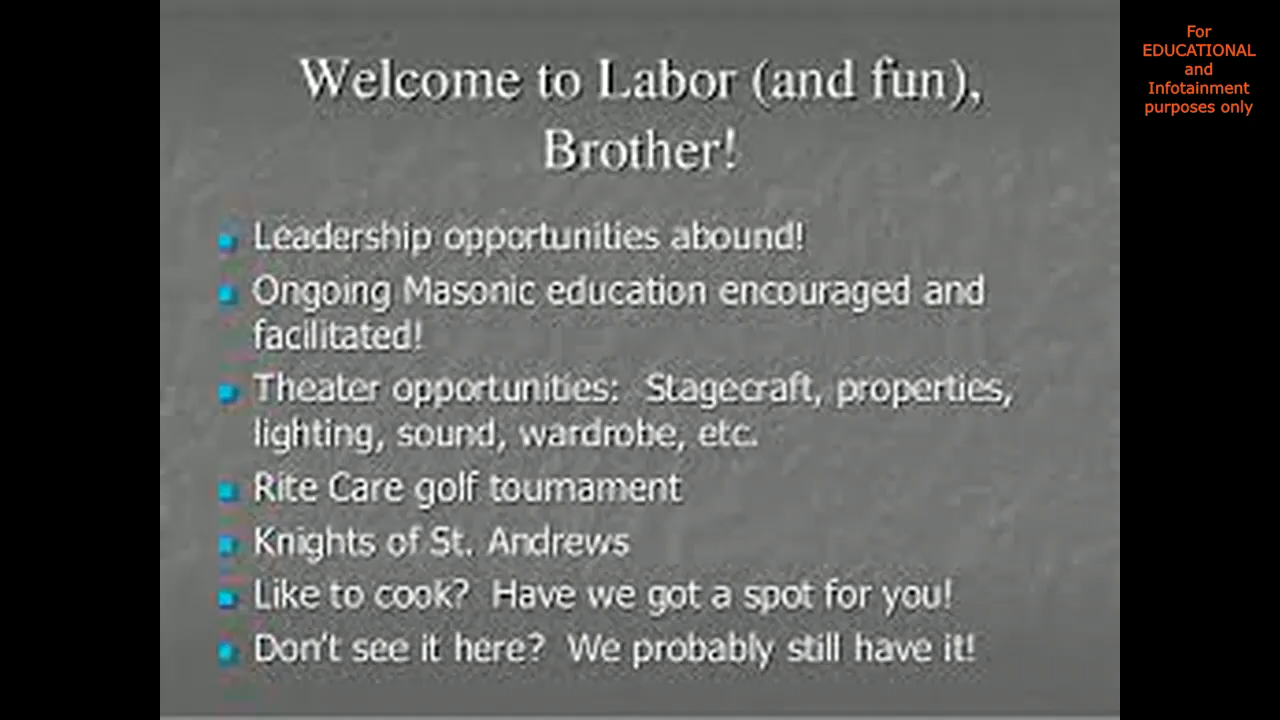 Welcome to Labor (and fun),
Brother!
Leadership opportunities abound!
Ongoing Masonic education encouraged and
facilitated!
Theater opportunities: Stagecraft, properties,
lighting, sound, wardrobe, etc.
Rite Care golf tournament
Knights of St. Andrews
Like to cook? Have we got a spot for you!
Don't see it here? We probably still have it!
For
EDUCATIONAL
and
Infotainment
purposes only